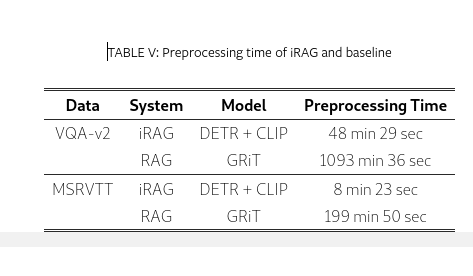 TABLE V: Preprocessing time of iRAG and baseline
Data System Model Preprocessing Time
VQA-v2 iRAG DETR + CLIP 48 min 29 sec
RAG GRiT 1093 min 36 sec
MSRVTT iRAG DETR + CLIP 8 min 23 sec
RAG GRiT 199 min 50 sec